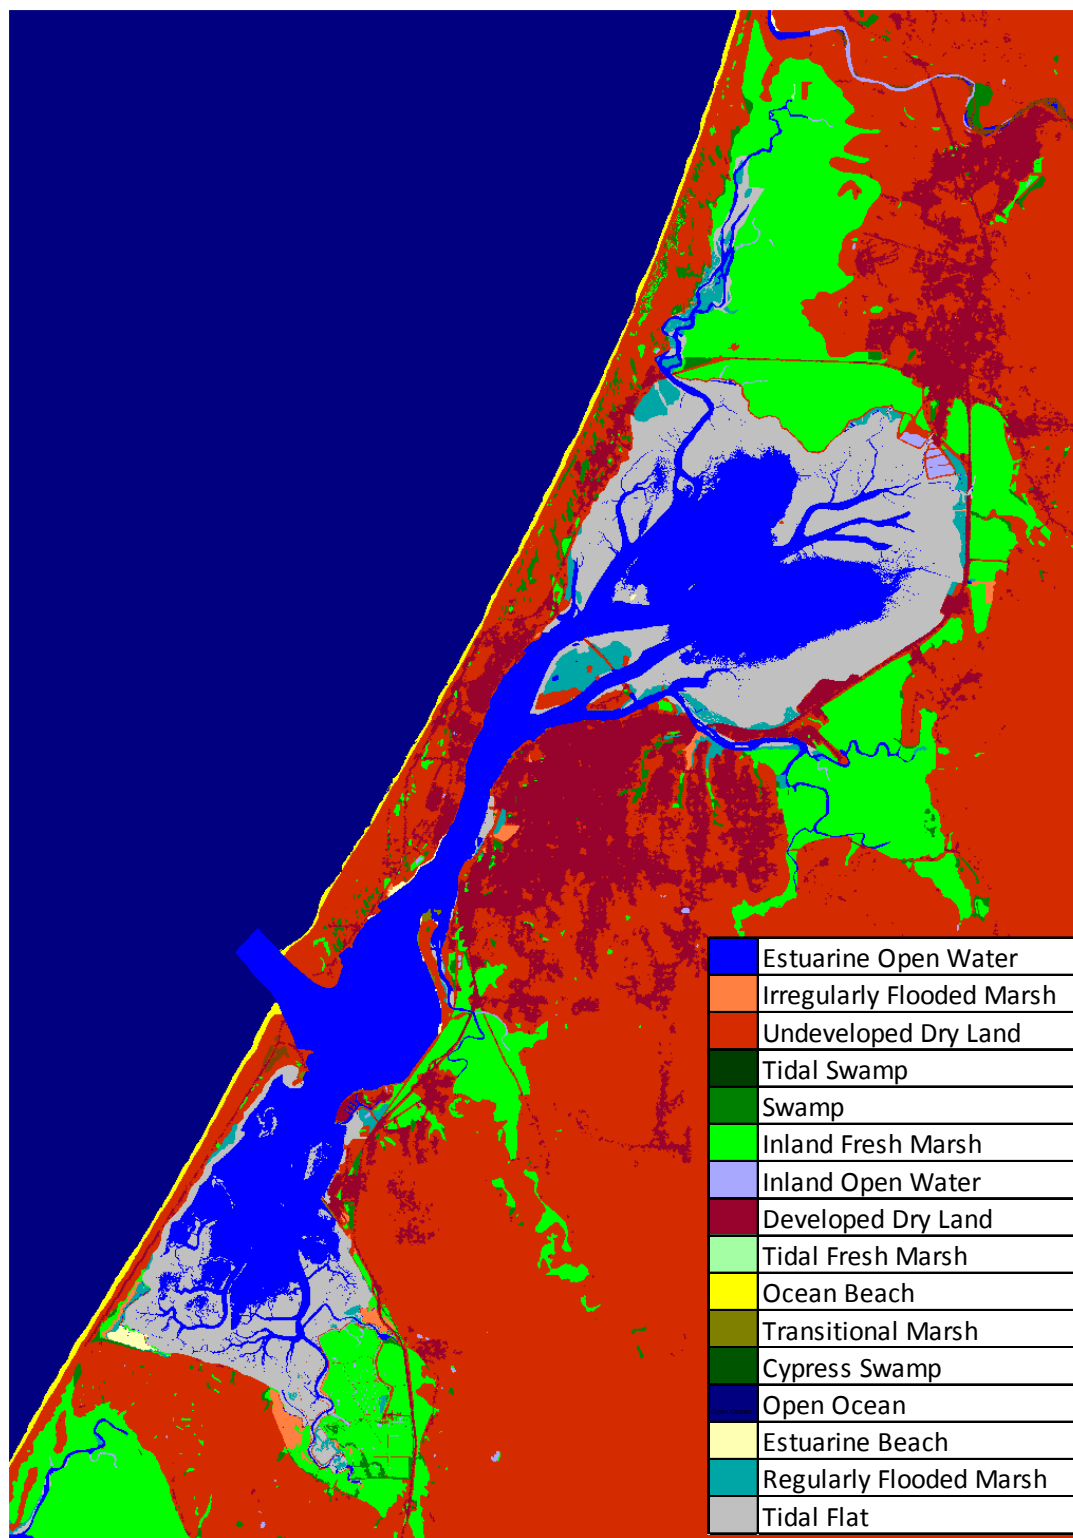 Estuarine Open Water
Irregularly Flooded Marsh
Undeveloped Dry Land
Tidal Swamp
Swamp
Inland Fresh Marsh
Inland Open Water
Developed Dry Land
Tidal Fresh Marsh
Ocean Beach
Transitional Marsh
Cypress Swamp
Open Ocean
Estuarine Beach
Regularly Flooded Marsh
Tidal Flat